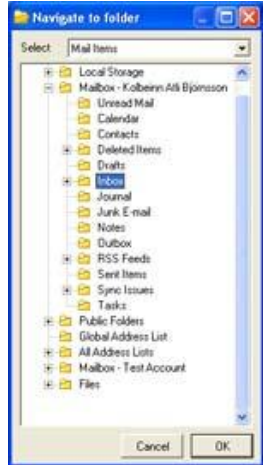 Navigate to folder
Select Mail Items
Local Storage
Mailbox - Kolbeinn Atli Bjornsson
Unread Mail
Calendar
Contacts
Deleted Items
Drafts
Inbox
Journal
Junk E-mail
Notes
Outbox
RSS Feeds
Sent Items
Sync Issues
Tasks
Public Folders
Global Address List
All Address Lists
Mailbox - Test Account
Files
Cancel OK